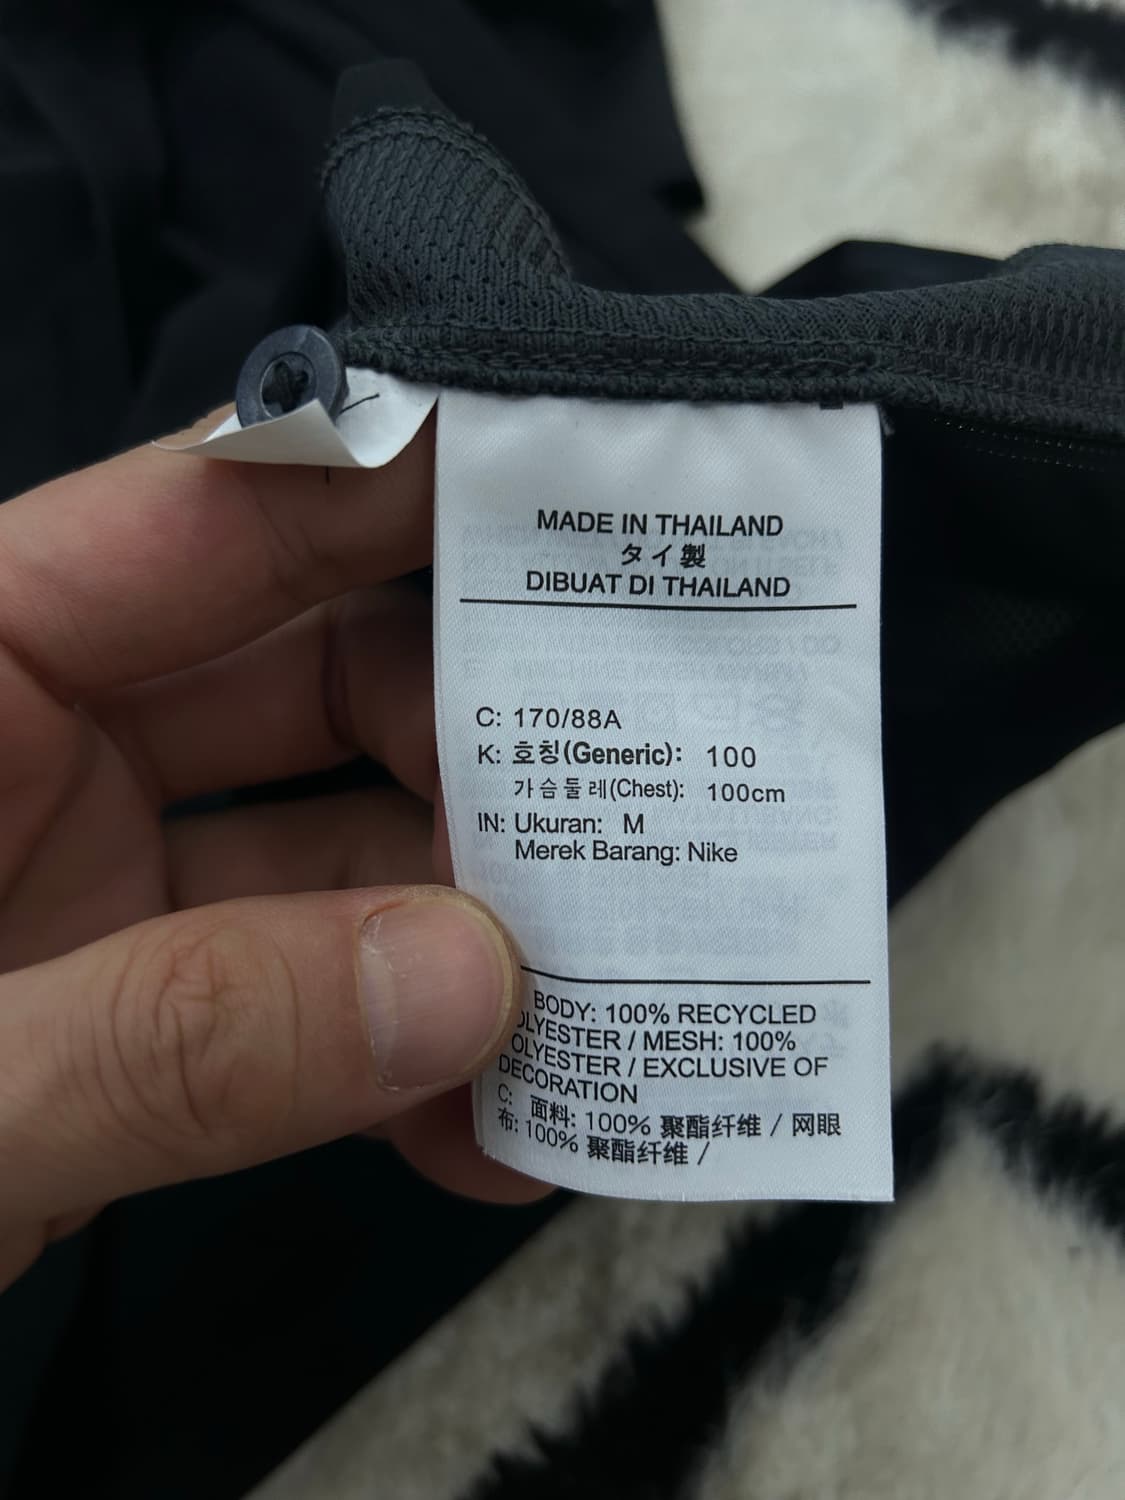 MADE IN THAILAND
タイ製
DIBUAT DI THAILAND
C: 170/88A
K: 호칭(Generic): 100
가슴둘레(Chest): 100cm
IN: Ukuran: M
Merek Barang: Nike
BODY: 100% RECYCLED
OLYESTER / MESH: 100%
OLYESTER / EXCLUSIVE OF
DECORATION
C: 面料: 100% 聚酯纤维 / 网眼
布: 100% 聚酯纤维 /